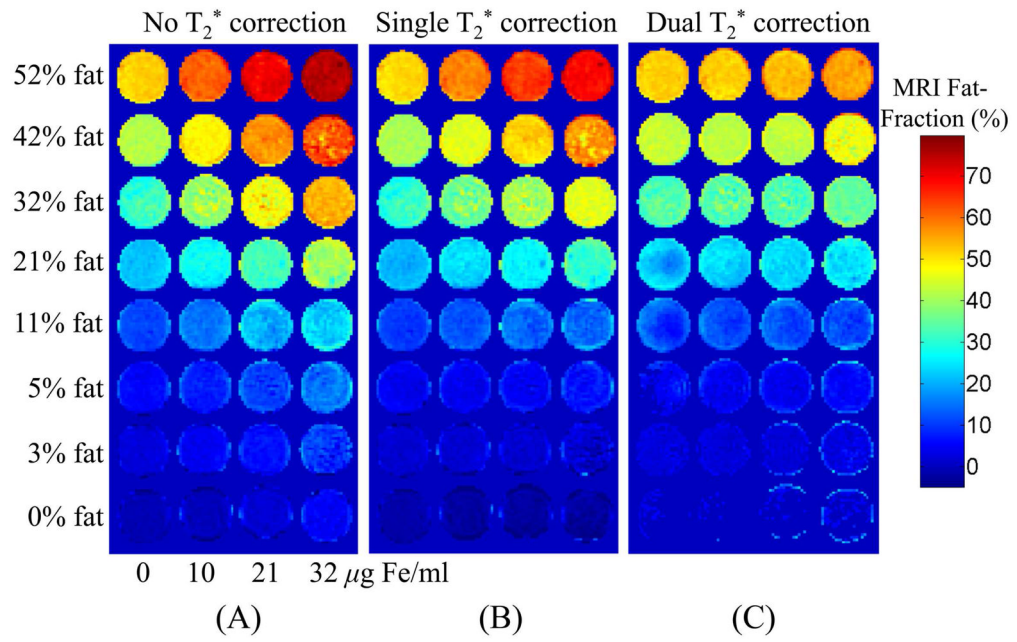 No T₂* correction
Single T₂* correction
Dual T₂* correction
52% fat
42% fat
32% fat
21% fat
11% fat
5% fat
3% fat
0% fat
MRI Fat-
Fraction (%)
70
60
50
40
30
20
10
0
0 10 21 32 µg Fe/ml
(A) (B) (C)